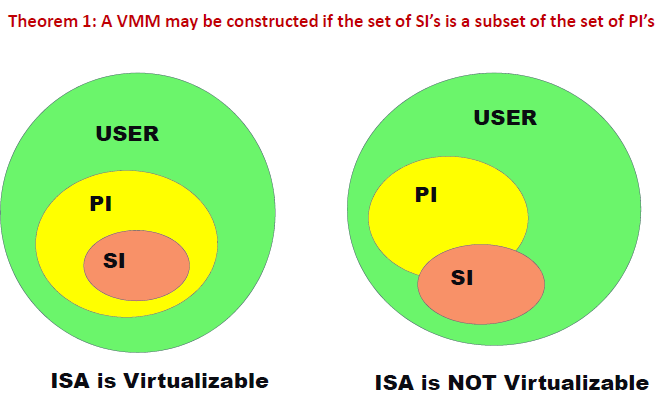 Theorem 1: A VMM may be constructed if the set of SI’s is a subset of the set of PI’s
USER
PI
SI
USER
PI
SI
ISA is Virtualizable
ISA is NOT Virtualizable